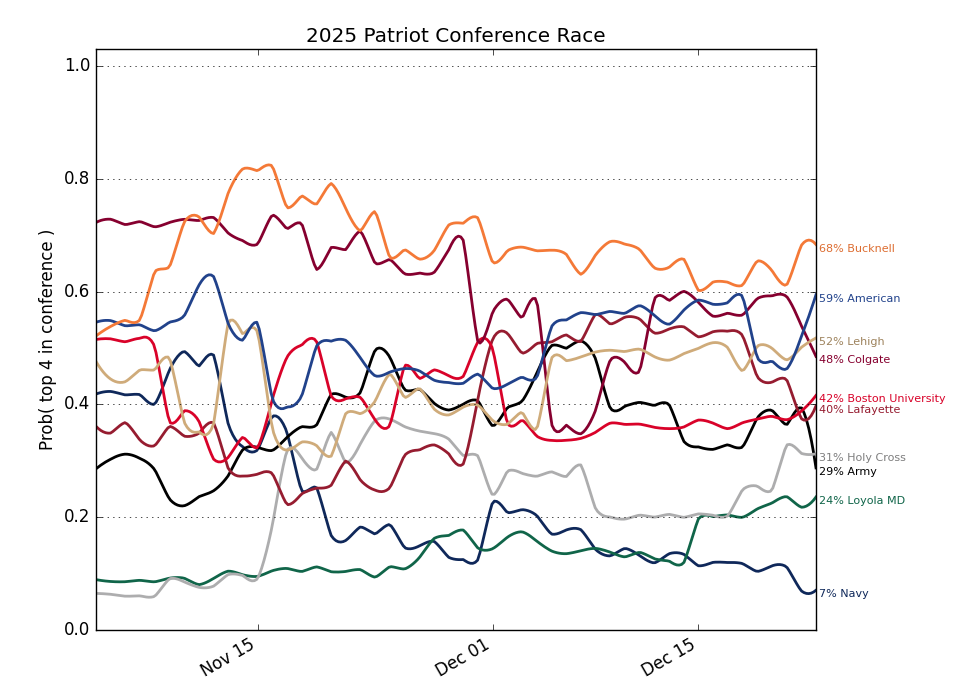 2025 Patriot Conference Race
Prob( top 4 in conference )
1.0
0.8
0.6
0.4
0.2
0.0
Nov 15
Dec 01
Dec 15
68% Bucknell
59% American
52% Lehigh
48% Colgate
42% Boston University
40% Lafayette
31% Holy Cross
29% Army
24% Loyola MD
7% Navy